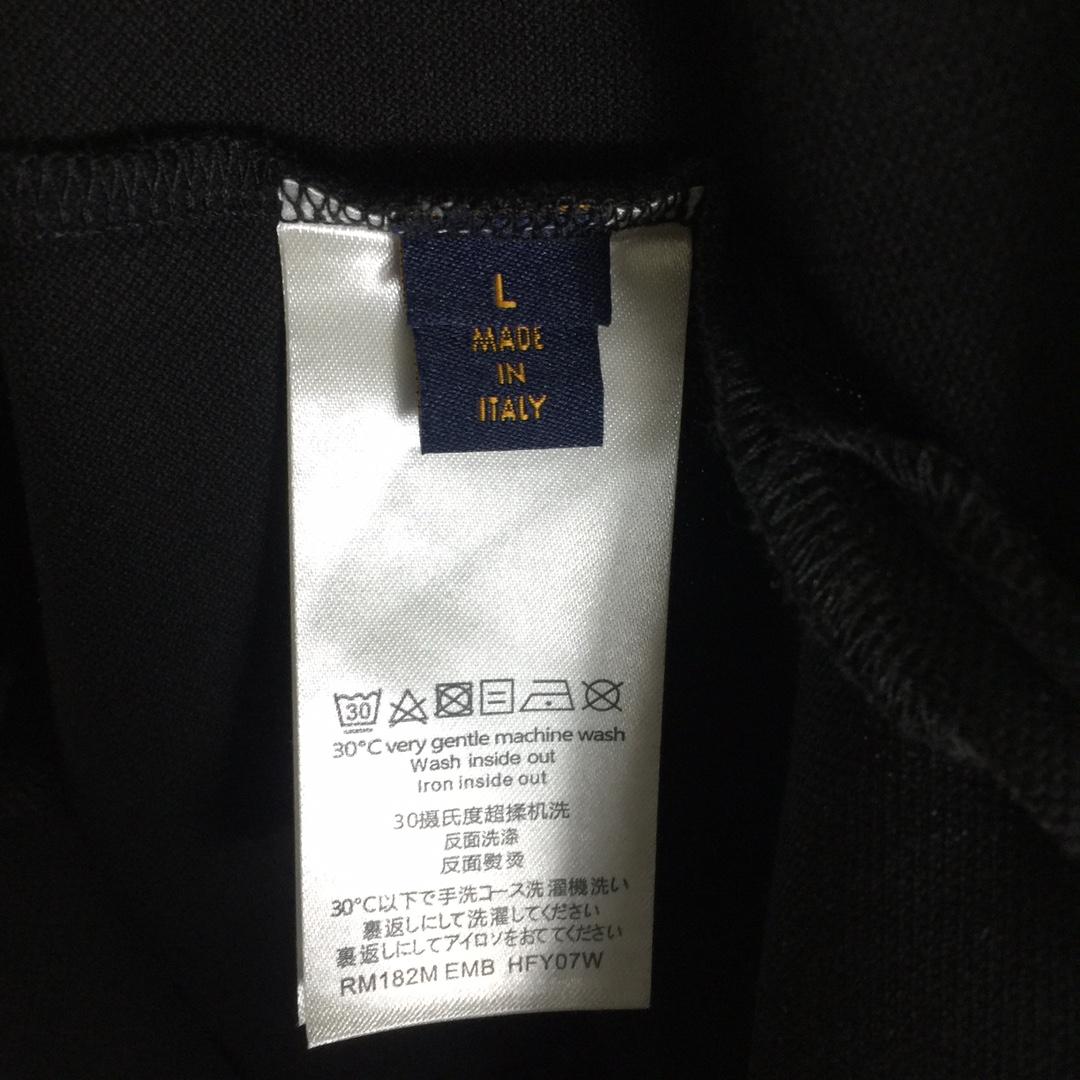 L
MADE
IN
ITALY
30
30°C very gentle machine wash
Wash inside out
Iron inside out
30摄氏度超揉机洗
反面洗涤
反面熨烫
30°C以下で手洗コース洗濯機洗い
裏返しにして洗濯してください
裏返しにしてアイロソをおててください
RM182M EMB HFY07W